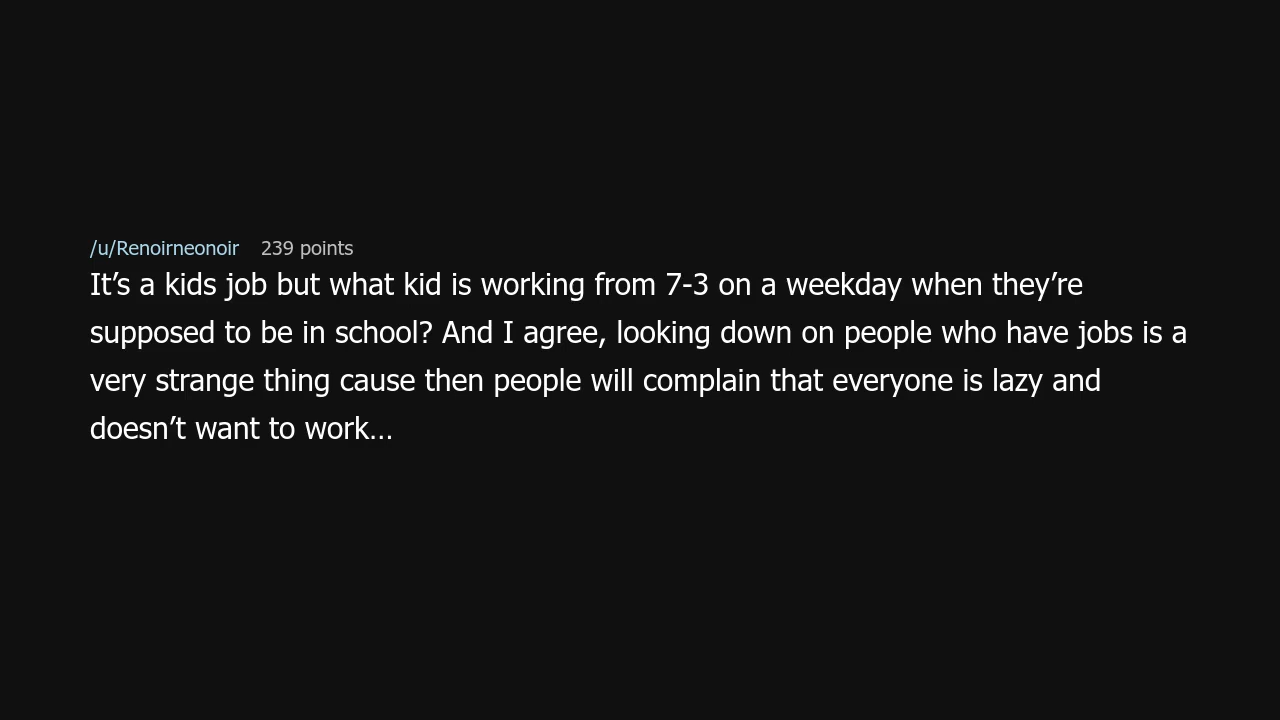 /u/Renoirneonoir 239 points
It’s a kids job but what kid is working from 7-3 on a weekday when they’re
supposed to be in school? And I agree, looking down on people who have jobs is a
very strange thing cause then people will complain that everyone is lazy and
doesn’t want to work…